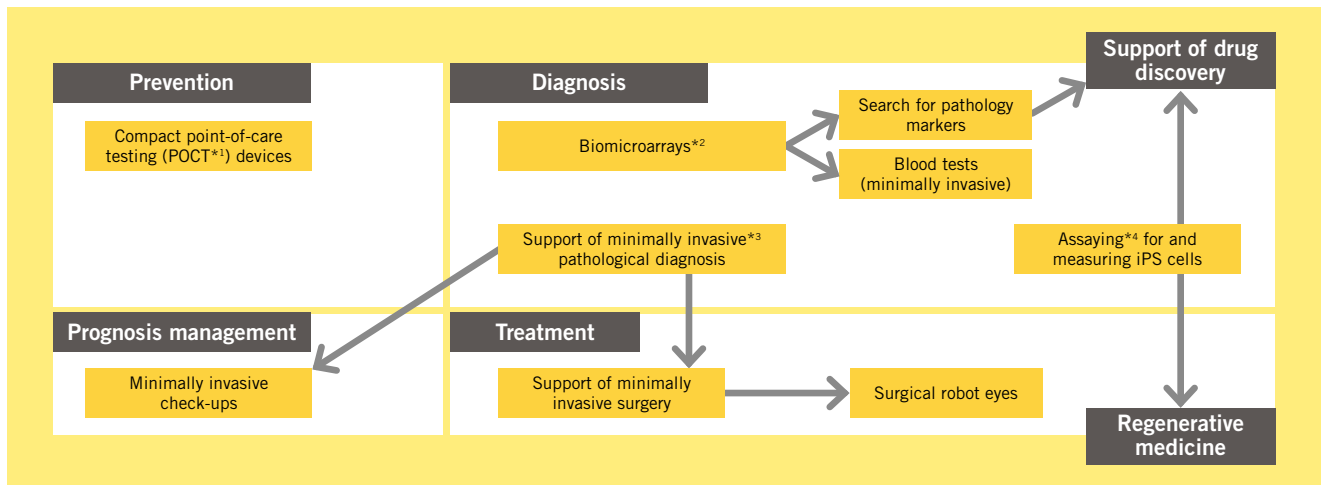 Prevention
Compact point-of-care
testing (POCT*1) devices
Diagnosis
Biomicroarrays*2
Search for pathology
markers
Blood tests
(minimally invasive)
Support of drug
discovery
Support of minimally invasive*3
pathological diagnosis
Assaying*4 for and
measuring iPS cells
Prognosis management
Minimally invasive
check-ups
Treatment
Support of minimally
invasive surgery
Surgical robot eyes
Regenerative
medicine